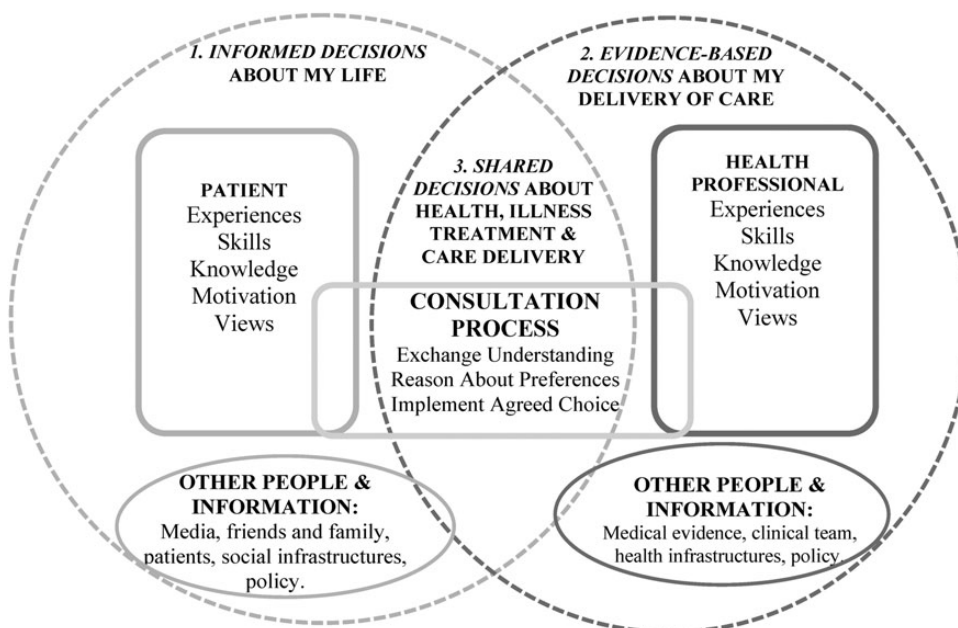 1. INFORMED DECISIONS
ABOUT MY LIFE
2. EVIDENCE-BASED
DECISIONS ABOUT MY
DELIVERY OF CARE
3. SHARED
DECISIONS ABOUT
HEALTH, ILLNESS
TREATMENT &
CARE DELIVERY
PATIENT
Experiences
Skills
Knowledge
Motivation
Views
HEALTH
PROFESSIONAL
Experiences
Skills
Knowledge
Motivation
Views
CONSULTATION
PROCESS
Exchange Understanding
Reason About Preferences
Implement Agreed Choice
OTHER PEOPLE &
INFORMATION:
Media, friends and family,
patients, social infrastructures,
policy.
OTHER PEOPLE &
INFORMATION:
Medical evidence, clinical team,
health infrastructures, policy.